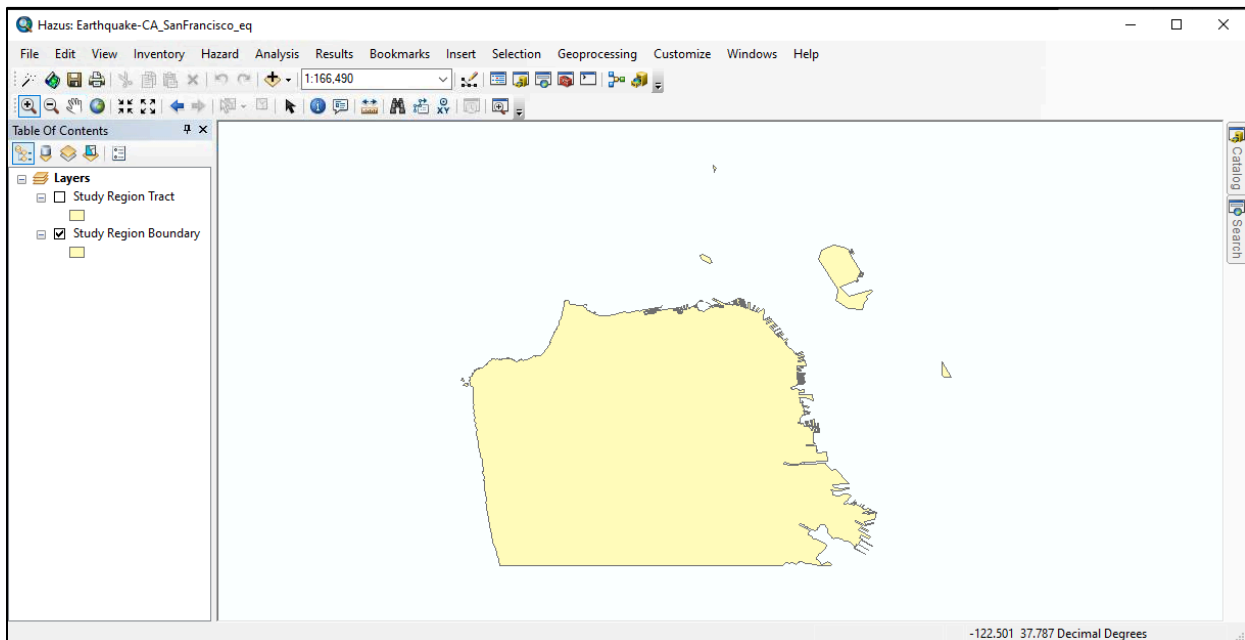 Hazus: Earthquake-CA_SanFrancisco_eq
File Edit View Inventory Hazard Analysis Results Bookmarks Insert Selection Geoprocessing Customize Windows Help
1:166,490
Table Of Contents
Layers
Study Region Tract
Study Region Boundary
Catalog
Search
-122.501 37.787 Decimal Degrees